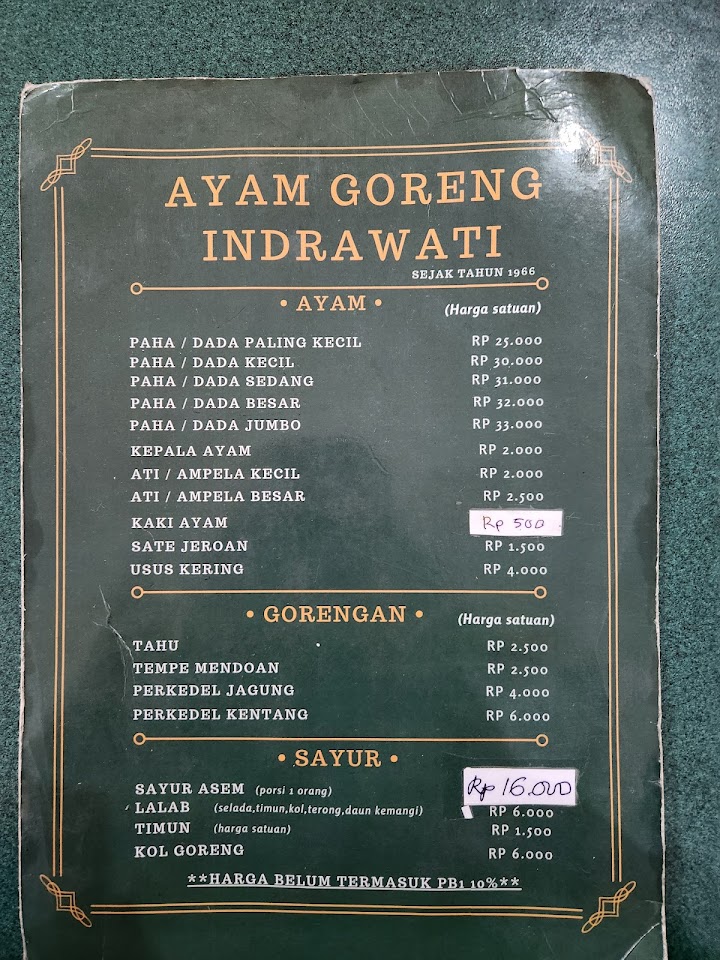 AYAM GORENG
INDRAWATI
SEJAK TAHUN 1966
• AYAM • (Harga satuan)
PAHA / DADA PALING KECIL RP 25.000
PAHA / DADA KECIL RP 30.000
PAHA / DADA SEDANG RP 31.000
PAHA / DADA BESAR RP 32.000
PAHA / DADA JUMBO RP 33.000
KEPALA AYAM RP 2.000
ATI / AMPELA KECIL RP 2.000
ATI / AMPELA BESAR RP 2.500
KAKI AYAM Rp 500
SATE JEROAN RP 1.500
USUS KERING RP 4.000
• GORENGAN • (Harga satuan)
TAHU RP 2.500
TEMPE MENDOAN RP 2.500
PERKEDEL JAGUNG RP 4.000
PERKEDEL KENTANG RP 6.000
• SAYUR •
SAYUR ASEM (porsi 1 orang) Rp 16.000
LALAB (selada,timun,kol,terong,daun kemangi) RP 6.000
TIMUN (harga satuan) RP 1.500
KOL GORENG RP 6.000
**HARGA BELUM TERMASUK PB1 10%**